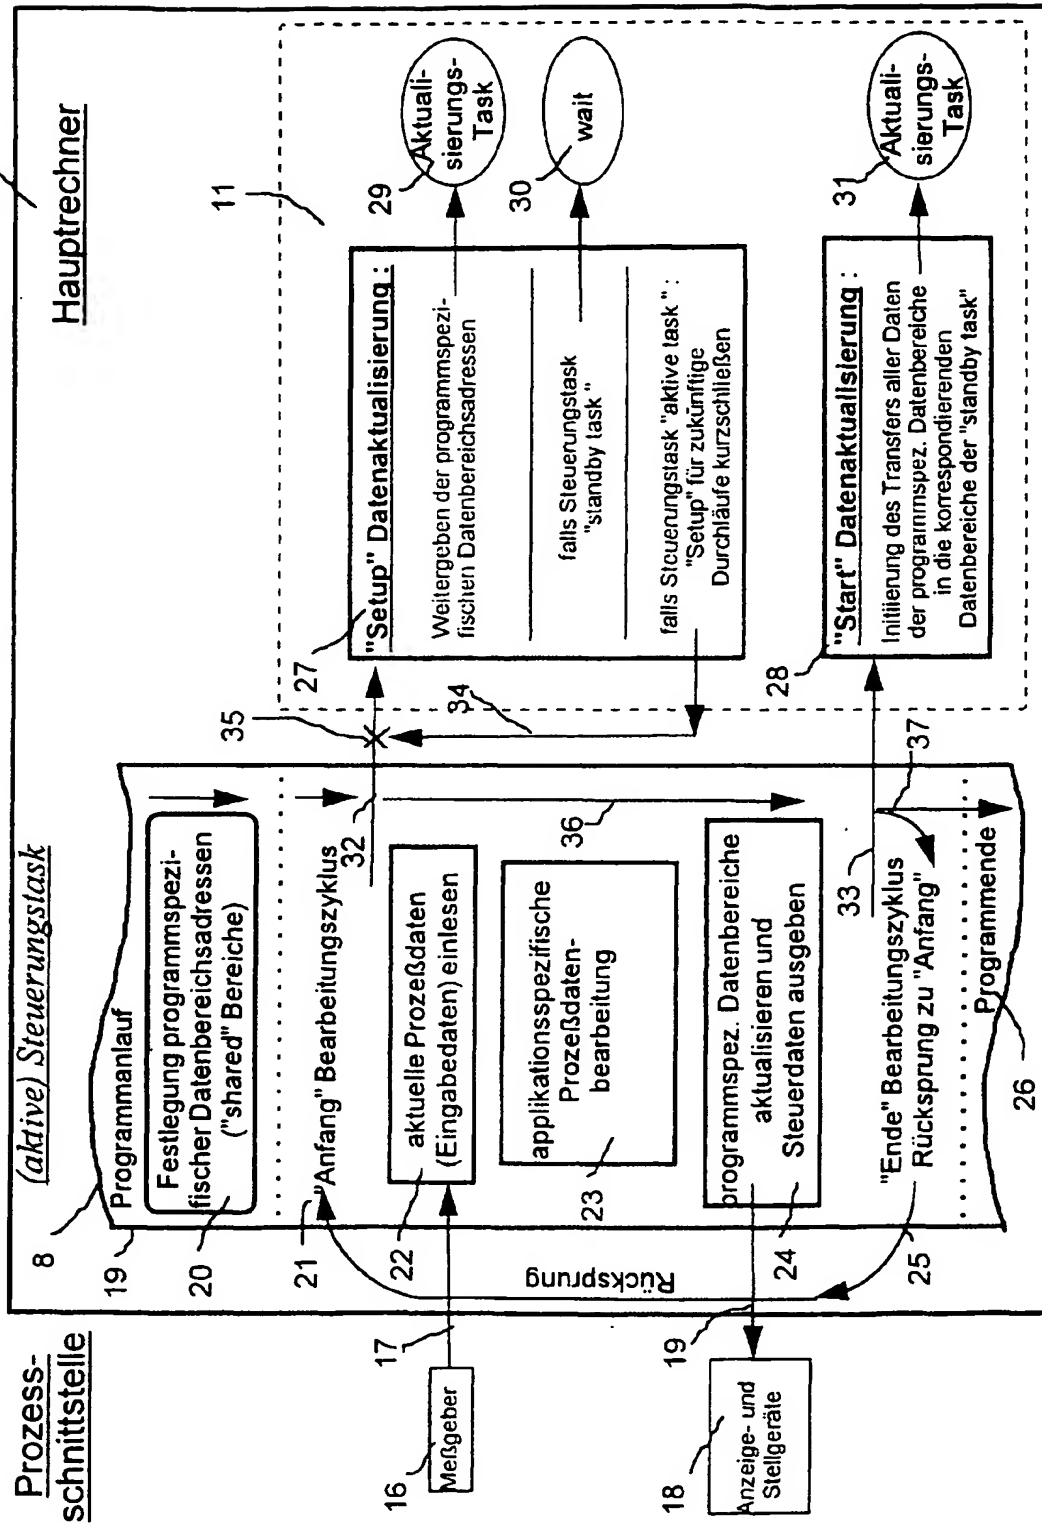 Prozess-
schnittstelle
16
Meßgeber
17
18
Anzeige- und
Stellgeräte
19
Hauptrechner
8
(aktive) Steuerungstask
19
Programmanlauf
20
Festlegung programmspezi-
fischer Datenbereichsadressen
("shared" Bereiche)
21
"Anfang" Bearbeitungszyklus
32
22
aktuelle Prozeßdaten
(Eingabedaten) einlesen
Rücksprung
23
applikationsspezifische
Prozeßdaten-
bearbeitung
36
24
programmspez. Datenbereiche
aktualisieren und
Steuerdaten ausgeben
33
25
"Ende" Bearbeitungszyklus
Rücksprung zu "Anfang"
37
Programmende
26
11
35
34
27
"Setup" Datenaktualisierung :
Weitergeben der programmspezi-
fischen Datenbereichsadressen
29
Aktuali-
sierungs-
Task
falls Steuerungstask
"standby task"
30
wait
falls Steuerungstask "aktive task" :
"Setup" für zukünftige
Durchläufe kurzschließen
28
"Start" Datenaktualisierung :
Initiierung des Transfers aller Daten
der programmspez. Datenbereiche
in die korrespondierenden
Datenbereiche der "standby task"
31
Aktuali-
sierungs-
Task